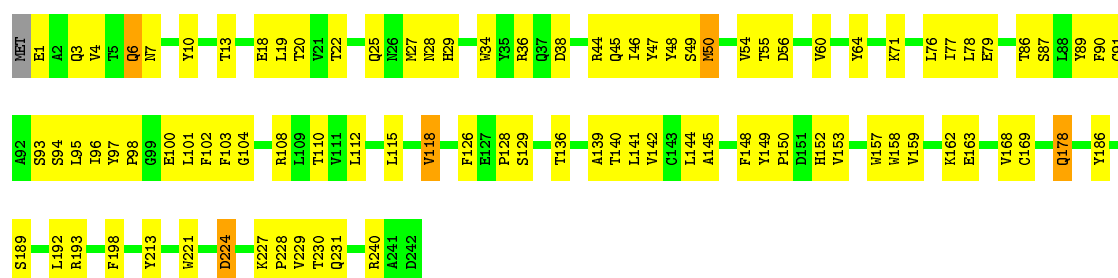 MET E1 A2 Q3 V4 T5 Q6 N7 Y10 T13 E18 L19 T20 V21 T22 Q25 N26 M27 N28 H29 W34 Y35 R36 Q37 D38 R44 Q45 I46 Y47 Y48 S49 M50 V54 T55 D56 V60 Y64 K71 L76 I77 L78 E79 T86 S87 L88 Y89 F90 C91
A92 S93 S94 L95 I96 Y97 P98 G99 E100 L101 F102 F103 G104 R108 L109 T110 V111 L112 L115 V118 F126 E127 P128 S129 T136 A139 T140 L141 V142 C143 L144 A145 F148 Y149 P150 D151 H152 V153 W157 W158 V159 K162 E163 V168 C169 Q178 Y186
S189 L192 R193 F198 Y213 W221 D224 K227 P228 V229 T230 Q231 R240 A241 D242